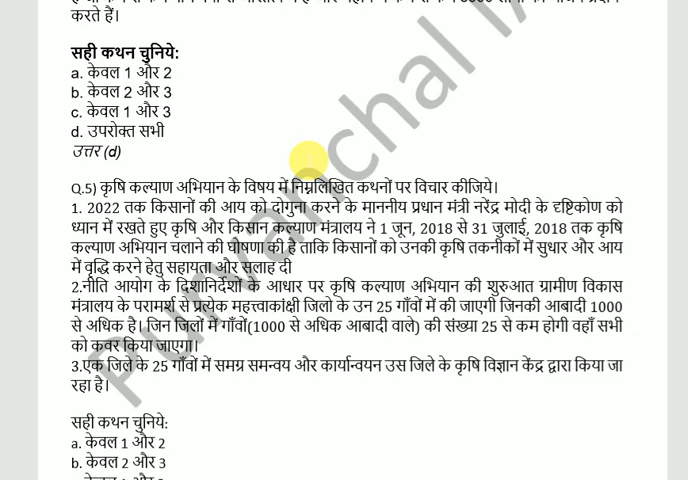 करते हैं।
सही कथन चुनिये:
a. केवल 1 और 2
b. केवल 2 और 3
c. केवल 1 और 3
d. उपरोक्त सभी
उत्तर (d)
Q.5) कृषि कल्याण अभियान के विषय में निम्नलिखित कथनों पर विचार कीजिये।
1. 2022 तक किसानों की आय को दोगुना करने के माननीय प्रधान मंत्री नरेंद्र मोदी के दृष्टिकोण को
ध्यान में रखते हुए कृषि और किसान कल्याण मंत्रालय ने 1 जून, 2018 से 31 जुलाई, 2018 तक कृषि
कल्याण अभियान चलाने की घोषणा की है ताकि किसानों को उनकी कृषि तकनीकों में सुधार और आय
में वृद्धि करने हेतु सहायता और सलाह दी
2.नीति आयोग के दिशानिर्देशों के आधार पर कृषि कल्याण अभियान की शुरुआत ग्रामीण विकास
मंत्रालय के परामर्श से प्रत्येक महत्त्वाकांक्षी जिलो के उन 25 गाँवों में की जाएगी जिनकी आबादी 1000
से अधिक है। जिन जिलों में गाँवों(1000 से अधिक आबादी वाले) की संख्या 25 से कम होगी वहाँ सभी
को कवर किया जाएगा।
3.एक जिले के 25 गाँवों में समग्र समन्वय और कार्यान्वयन उस जिले के कृषि विज्ञान केंद्र द्वारा किया जा
रहा है।
सही कथन चुनिये:
a. केवल 1 और 2
b. केवल 2 और 3
Purvanchal